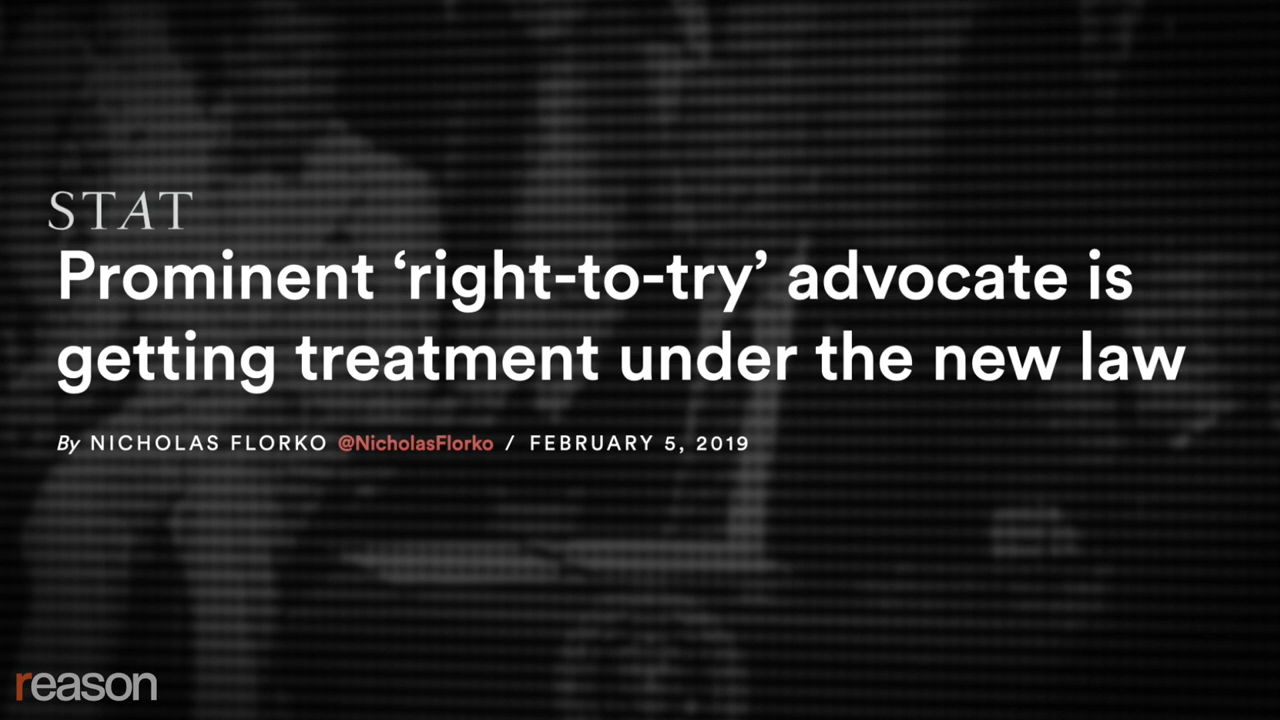 STAT
Prominent ‘right-to-try’ advocate is
getting treatment under the new law
By NICHOLAS FLORKO @NicholasFlorko / FEBRUARY 5, 2019
reason